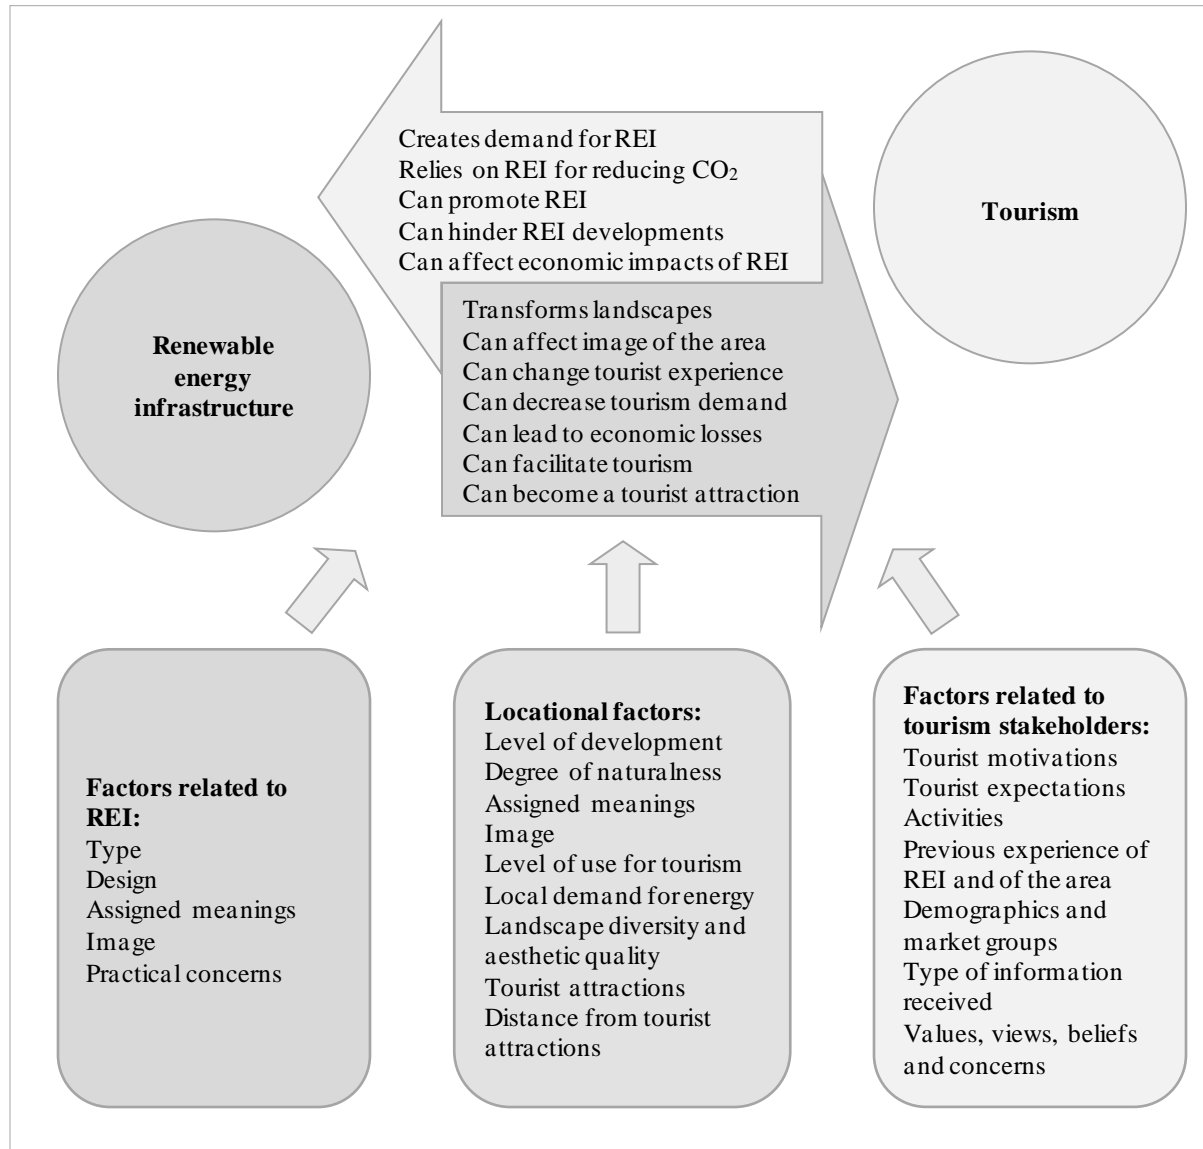 Creates demand for REI
Relies on REI for reducing CO₂
Can promote REI
Can hinder REI developments
Can affect economic impacts of REI
Tourism
Renewable
energy
infrastructure
Transforms landscapes
Can affect image of the area
Can change tourist experience
Can decrease tourism demand
Can lead to economic losses
Can facilitate tourism
Can become a tourist attraction
Factors related to
REI:
Type
Design
Assigned meanings
Image
Practical concerns
Locational factors:
Level of development
Degree of naturalness
Assigned meanings
Image
Level of use for tourism
Local demand for energy
Landscape diversity and
aesthetic quality
Tourist attractions
Distance from tourist
attractions
Factors related to
tourism stakeholders:
Tourist motivations
Tourist expectations
Activities
Previous experience of
REI and of the area
Demographics and
market groups
Type of information
received
Values, views, beliefs
and concerns